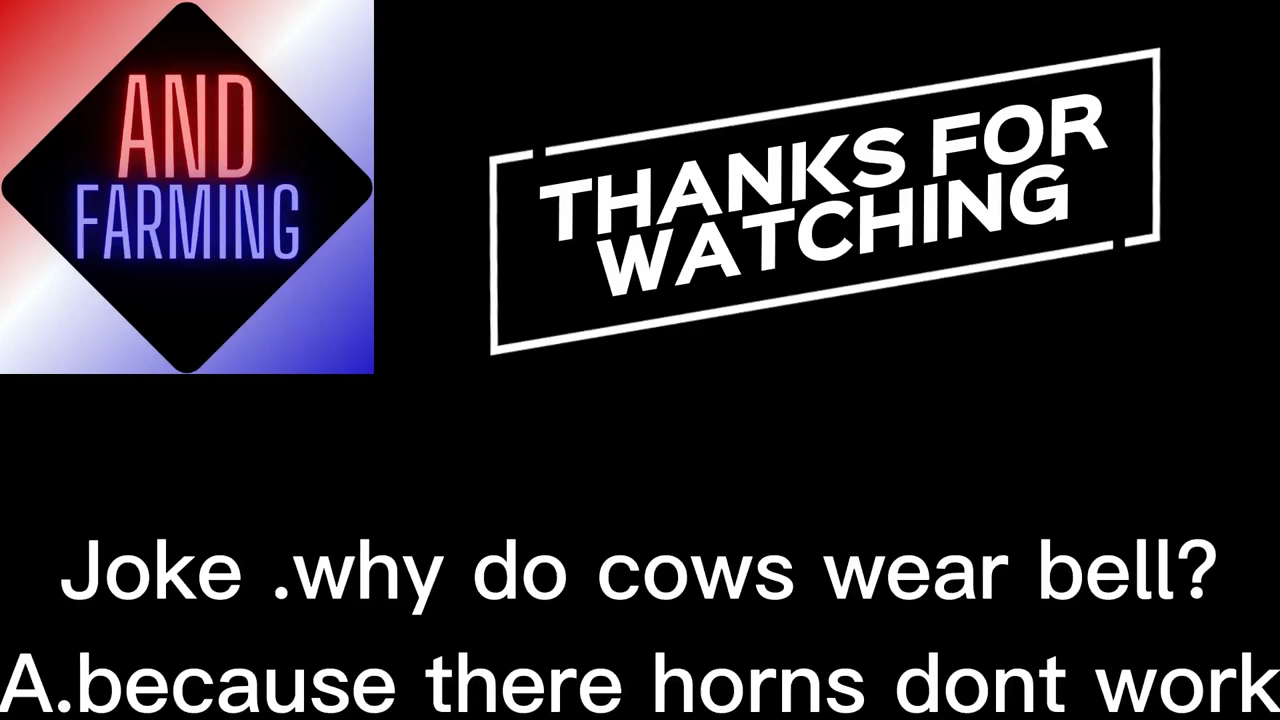 AND
FARMING
THANKS FOR
WATCHING
Joke .why do cows wear bell?
A.because there horns dont work